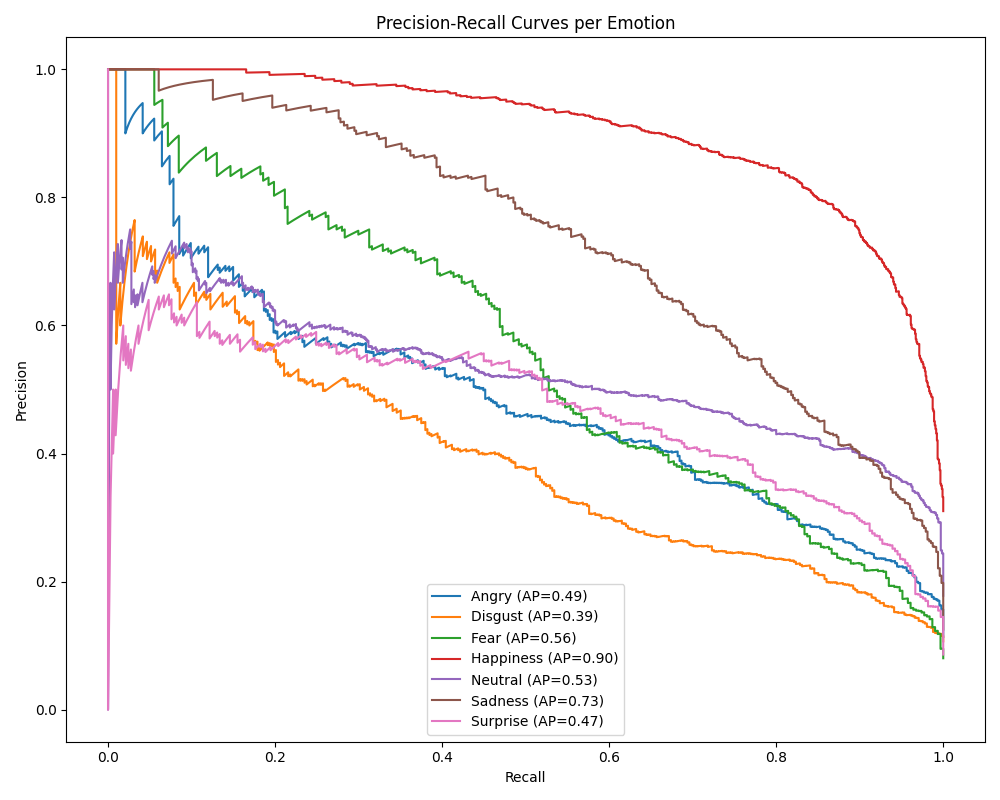 Precision-Recall Curves per Emotion
1.0
0.8
0.6
0.4
0.2
0.0
Precision
Angry (AP=0.49)
Disgust (AP=0.39)
Fear (AP=0.56)
Happiness (AP=0.90)
Neutral (AP=0.53)
Sadness (AP=0.73)
Surprise (AP=0.47)
0.0 0.2 0.4 0.6 0.8 1.0
Recall